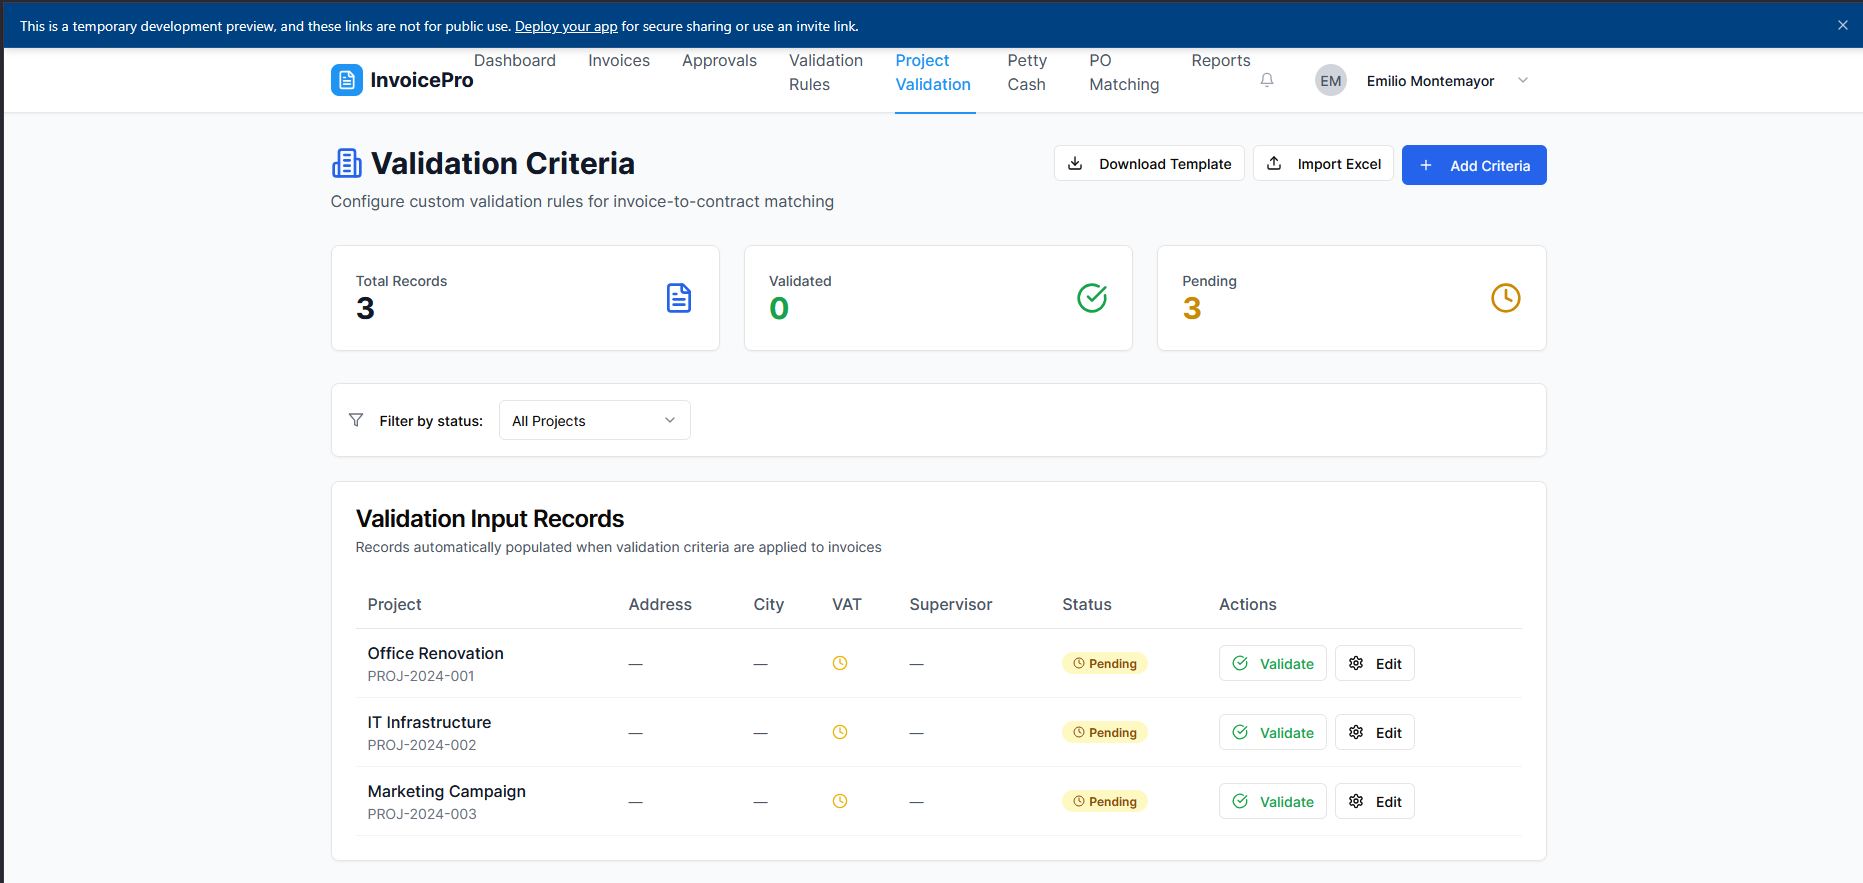 This is a temporary development preview, and these links are not for public use. Deploy your app for secure sharing or use an invite link.
InvoicePro
Dashboard
Invoices
Approvals
Validation
Rules
Project
Validation
Petty
Cash
PO
Matching
Reports
EM
Emilio Montemayor
Validation Criteria
Configure custom validation rules for invoice-to-contract matching
Download Template
Import Excel
Add Criteria
Total Records
3
Validated
0
Pending
3
Filter by status:
All Projects
Validation Input Records
Records automatically populated when validation criteria are applied to invoices
Project Address City VAT Supervisor Status Actions
Office Renovation
PROJ-2024-001
— — — Pending Validate Edit
IT Infrastructure
PROJ-2024-002
— — — Pending Validate Edit
Marketing Campaign
PROJ-2024-003
— — — Pending Validate Edit